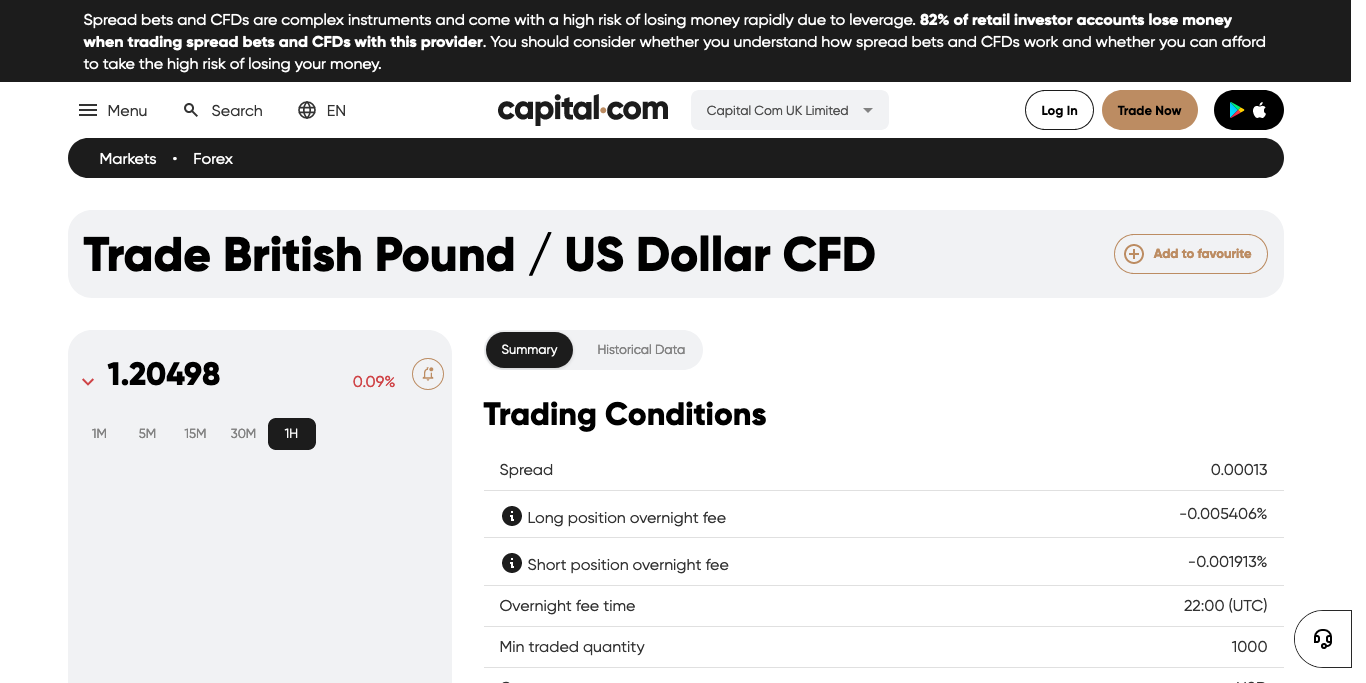 Spread bets and CFDs are complex instruments and come with a high risk of losing money rapidly due to leverage. 82% of retail investor accounts lose money
when trading spread bets and CFDs with this provider. You should consider whether you understand how spread bets and CFDs work and whether you can afford
to take the high risk of losing your money.
Menu Search EN capital.com Capital Com UK Limited Log In Trade Now
Markets • Forex
Trade British Pound / US Dollar CFD Add to favourite
1.20498 0.09%
1M 5M 15M 30M 1H
Summary Historical Data
Trading Conditions
Spread 0.00013
Long position overnight fee -0.005406%
Short position overnight fee -0.001913%
Overnight fee time 22:00 (UTC)
Min traded quantity 1000